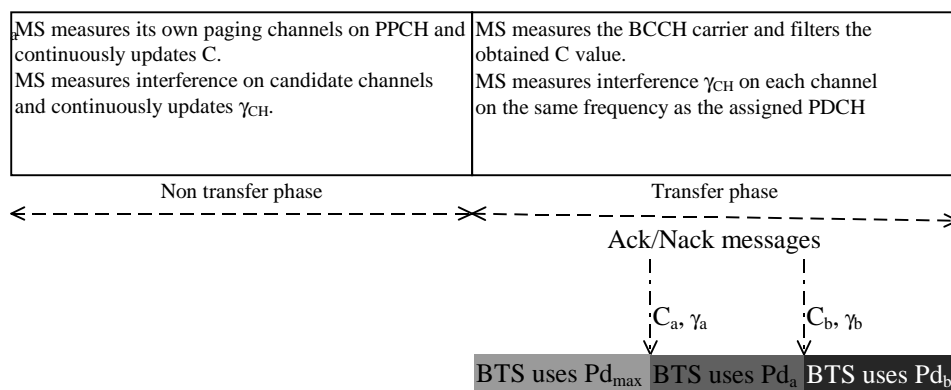 aMS measures its own paging channels on PPCH and
continuously updates C.
MS measures interference on candidate channels
and continuously updates γCH.
MS measures the BCCH carrier and filters the
obtained C value.
MS measures interference γCH on each channel
on the same frequency as the assigned PDCH
Non transfer phase
Transfer phase
Ack/Nack messages
Ca, γa
Cb, γb
BTS uses Pdmax
BTS uses Pda
BTS uses Pdb